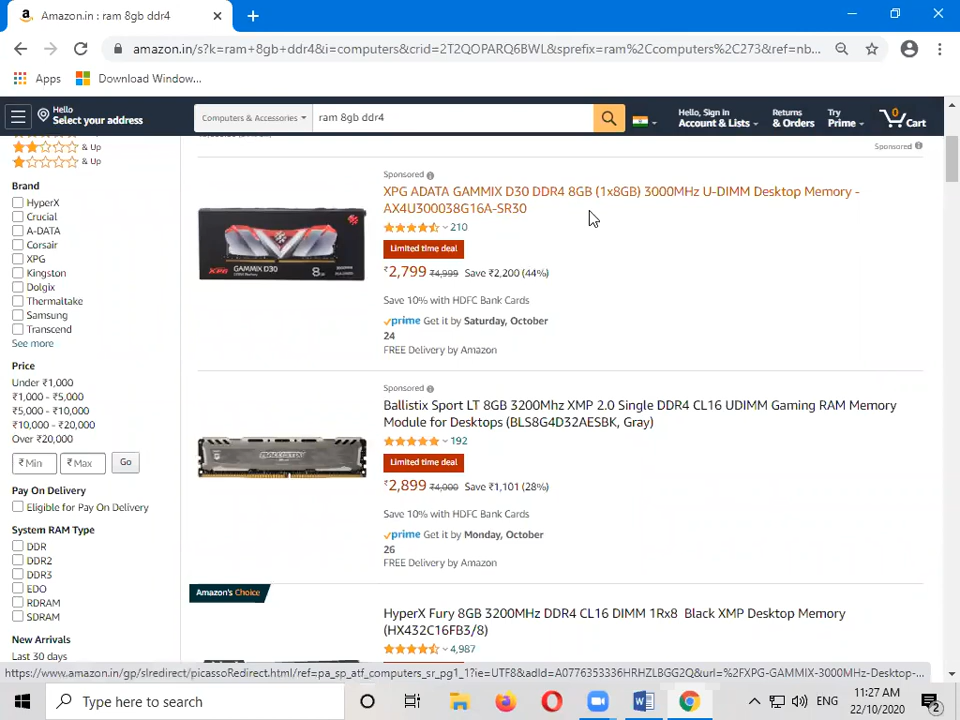 Amazon.in : ram 8gb ddr4
amazon.in/s?k=ram+8gb+ddr4&i=computers&crid=2T2QOPARQ6BWL&sprefix=ram%2Ccomputers%2C273&ref=nb...
Apps
Download Window...
Hello
Select your address
Computers & Accessories
ram 8gb ddr4
Hello, Sign in
Account & Lists
Returns
& Orders
Try
Prime
0
Cart
& Up
& Up
Brand
HyperX
Crucial
A-DATA
Corsair
XPG
Kingston
Dolgix
Thermaltake
Samsung
Transcend
See more
Price
Under ₹1,000
₹1,000 - ₹5,000
₹5,000 - ₹10,000
₹10,000 - ₹20,000
Over ₹20,000
₹ Min
₹ Max
Go
Pay On Delivery
Eligible for Pay On Delivery
System RAM Type
DDR
DDR2
DDR3
EDO
RDRAM
SDRAM
New Arrivals
Last 30 days
Sponsored
Sponsored
XPG ADATA GAMMIX D30 DDR4 8GB (1x8GB) 3000MHz U-DIMM Desktop Memory -
AX4U300038G16A-SR30
210
Limited time deal
₹2,799 ₹4,999 Save ₹2,200 (44%)
Save 10% with HDFC Bank Cards
prime Get it by Saturday, October
24
FREE Delivery by Amazon
XPG
GAMMIX D30
8GB
Sponsored
Ballistix Sport LT 8GB 3200Mhz XMP 2.0 Single DDR4 CL16 UDIMM Gaming RAM Memory
Module for Desktops (BLS8G4D32AESBK, Gray)
192
Limited time deal
₹2,899 ₹4,000 Save ₹1,101 (28%)
Save 10% with HDFC Bank Cards
prime Get it by Monday, October
26
FREE Delivery by Amazon
BALLISTIX
Amazon's Choice
HyperX Fury 8GB 3200MHz DDR4 CL16 DIMM 1Rx8 Black XMP Desktop Memory
(HX432C16FB3/8)
4,987
https://www.amazon.in/gp/slredirect/picassoRedirect.html/ref=pa_sp_atf_computers_sr_pg1_1?ie=UTF8&adId=A0776353336HRHZLBGG2Q&url=%2FXPG-GAMMIX-3000MHz-Desktop-...
Type here to search
ENG
11:27 AM
22/10/2020
2